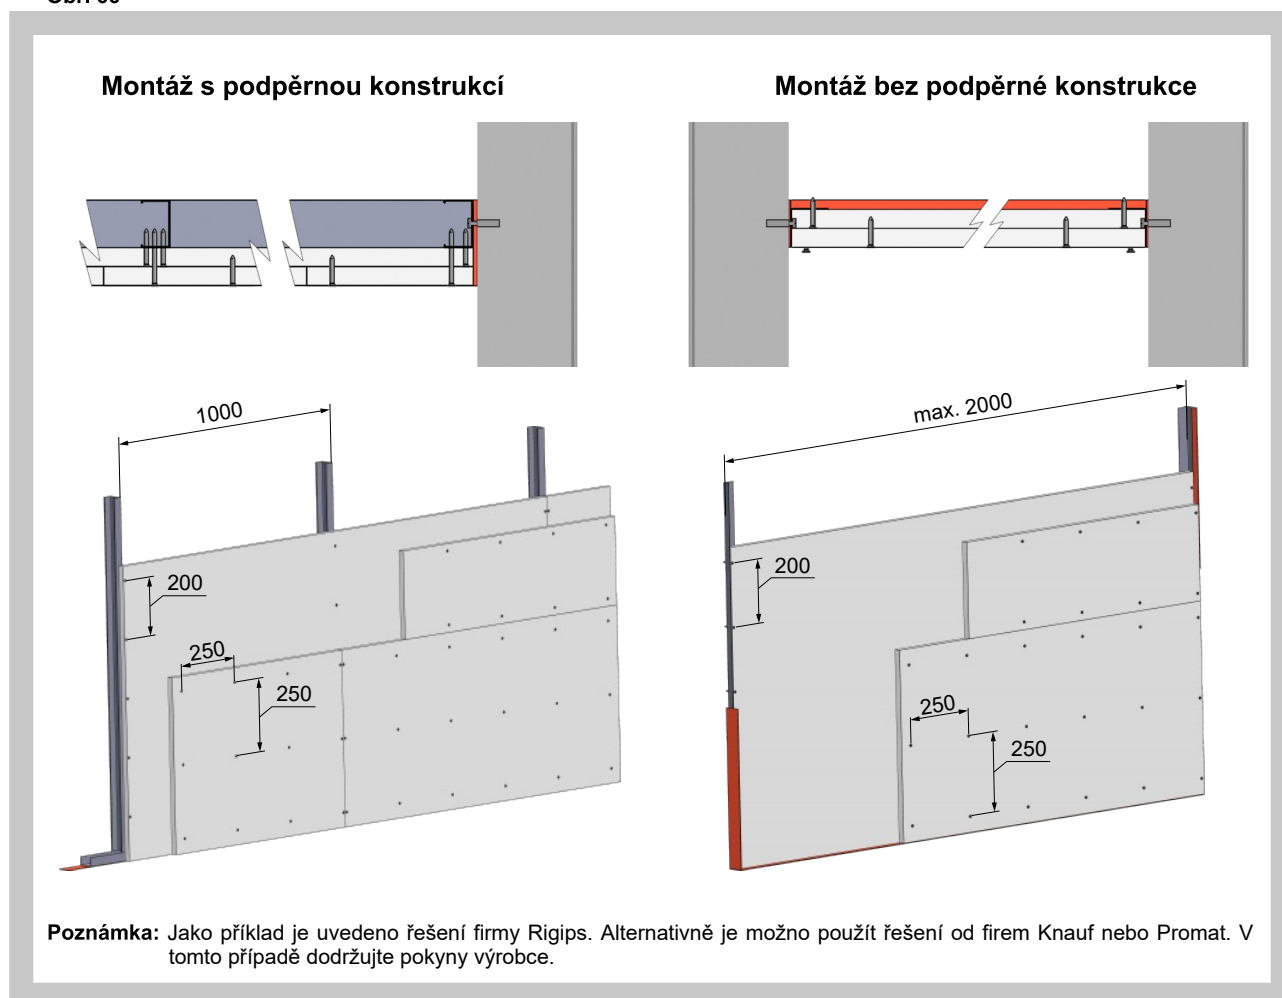 Montáž s podpěrnou konstrukcí
Montáž bez podpěrné konstrukce
1000
200
250
250
max. 2000
200
250
250
Poznámka: Jako příklad je uvedeno řešení firmy Rigips. Alternativně je možno použít řešení od firem Knauf nebo Promat. V
tomto případě dodržujte pokyny výrobce.